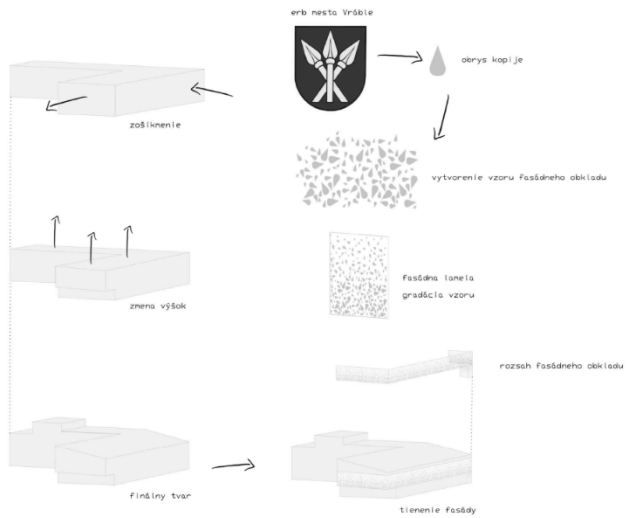 erb mesta Vráble
obrys kopije
zošikmenie
vytvorenie vzoru fasádneho obkladu
fasádna lamela
gradácia vzoru
zmena výšok
rozsah fasádneho obkladu
finálny tvar
tienenie fasády